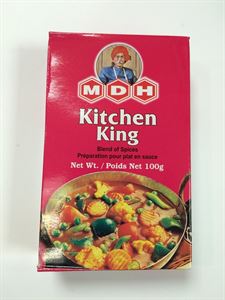 MDH
Kitchen
King
Blend of Spices
Préparation pour plat en sauce
Net Wt. / Poids Net 100g